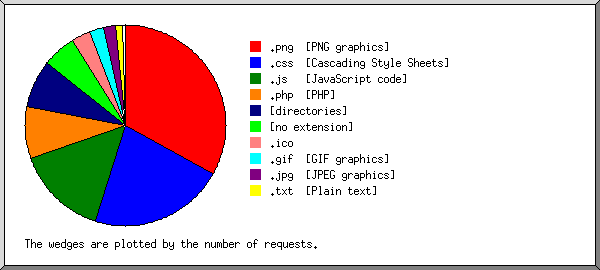 .png [PNG graphics]
.css [Cascading Style Sheets]
.js [JavaScript code]
.php [PHP]
[directories]
[no extension]
.ico
.gif [GIF graphics]
.jpg [JPEG graphics]
.txt [Plain text]
The wedges are plotted by the number of requests.